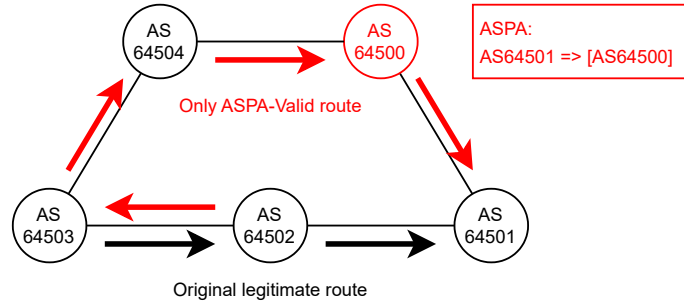 AS
64504
AS
64500
ASPA:
AS64501 => [AS64500]
Only ASPA-Valid route
AS
64503
AS
64502
AS
64501
Original legitimate route